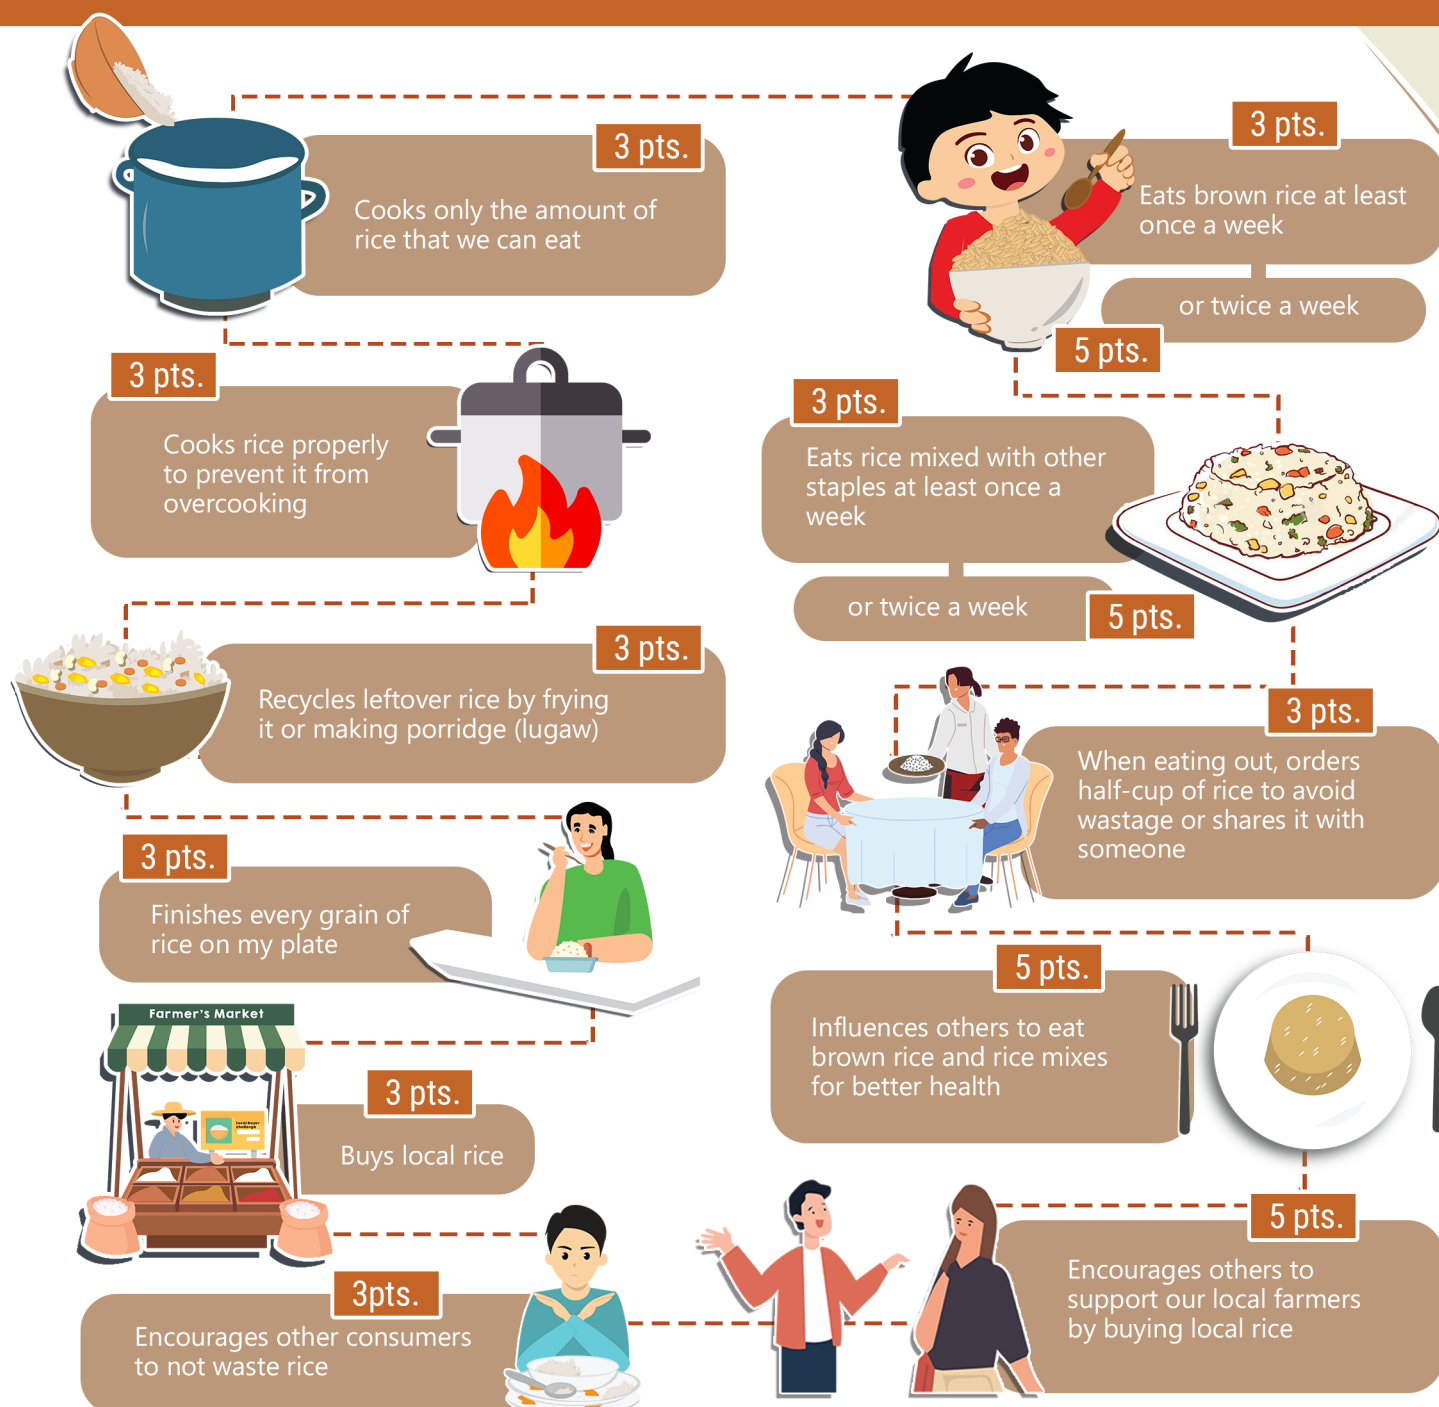 3 pts.
Cooks only the amount of
rice that we can eat
3 pts.
Cooks rice properly
to prevent it from
overcooking
3 pts.
Recycles leftover rice by frying
it or making porridge (lugaw)
3 pts.
Finishes every grain of
rice on my plate
Farmer's Market
Local Buyer
challenge
3 pts.
Buys local rice
3pts.
Encourages other consumers
to not waste rice
3 pts.
Eats brown rice at least
once a week
or twice a week
5 pts.
3 pts.
Eats rice mixed with other
staples at least once a
week
or twice a week
5 pts.
3 pts.
When eating out, orders
half-cup of rice to avoid
wastage or shares it with
someone
5 pts.
Influences others to eat
brown rice and rice mixes
for better health
5 pts.
Encourages others to
support our local farmers
by buying local rice